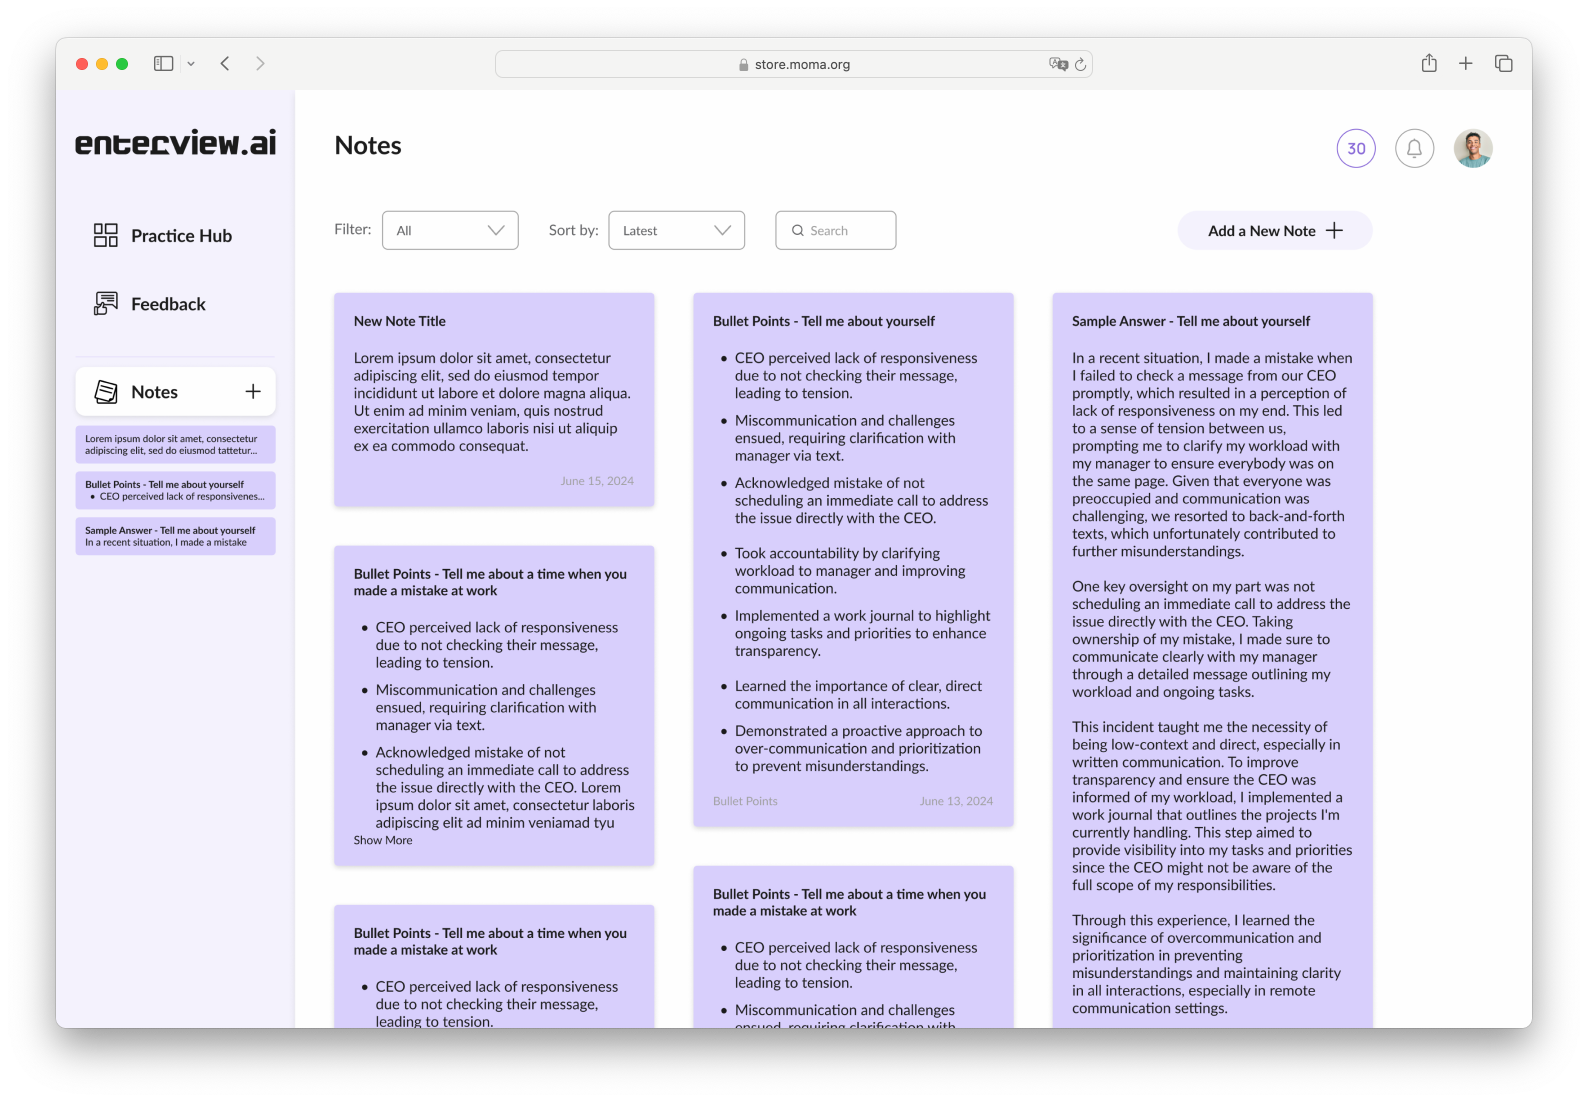 store.moma.org
enterview.ai
Practice Hub
Feedback
Notes
Lorem ipsum dolor sit amet, consectetur
adipiscing elit, sed do eiusmod tattetur...
Bullet Points - Tell me about yourself
• CEO perceived lack of responsivenes...
Sample Answer - Tell me about yourself
In a recent situation, I made a mistake
Notes
30
Filter:
All
Sort by:
Latest
Search
Add a New Note
New Note Title
Lorem ipsum dolor sit amet, consectetur
adipiscing elit, sed do eiusmod tempor
incididunt ut labore et dolore magna aliqua.
Ut enim ad minim veniam, quis nostrud
exercitation ullamco laboris nisi ut aliquip
ex ea commodo consequat.
June 15, 2024
Bullet Points - Tell me about a time when you
made a mistake at work
• CEO perceived lack of responsiveness
due to not checking their message,
leading to tension.
• Miscommunication and challenges
ensued, requiring clarification with
manager via text.
• Acknowledged mistake of not
scheduling an immediate call to address
the issue directly with the CEO. Lorem
ipsum dolor sit amet, consectetur laboris
adipiscing elit ad minim veniamad tyu
Show More
Bullet Points - Tell me about a time when you
made a mistake at work
• CEO perceived lack of responsiveness
due to not checking their message,
leading to tension.
Bullet Points - Tell me about yourself
• CEO perceived lack of responsiveness
due to not checking their message,
leading to tension.
• Miscommunication and challenges
ensued, requiring clarification with
manager via text.
• Acknowledged mistake of not
scheduling an immediate call to address
the issue directly with the CEO.
• Took accountability by clarifying
workload to manager and improving
communication.
• Implemented a work journal to highlight
ongoing tasks and priorities to enhance
transparency.
• Learned the importance of clear, direct
communication in all interactions.
• Demonstrated a proactive approach to
over-communication and prioritization
to prevent misunderstandings.
Bullet Points
June 13, 2024
Bullet Points - Tell me about a time when you
made a mistake at work
• CEO perceived lack of responsiveness
due to not checking their message,
leading to tension.
• Miscommunication and challenges
ensued, requiring clarification with
Sample Answer - Tell me about yourself
In a recent situation, I made a mistake when
I failed to check a message from our CEO
promptly, which resulted in a perception of
lack of responsiveness on my end. This led
to a sense of tension between us,
prompting me to clarify my workload with
my manager to ensure everybody was on
the same page. Given that everyone was
preoccupied and communication was
challenging, we resorted to back-and-forth
texts, which unfortunately contributed to
further misunderstandings.
One key oversight on my part was not
scheduling an immediate call to address the
issue directly with the CEO. Taking
ownership of my mistake, I made sure to
communicate clearly with my manager
through a detailed message outlining my
workload and ongoing tasks.
This incident taught me the necessity of
being low-context and direct, especially in
written communication. To improve
transparency and ensure the CEO was
informed of my workload, I implemented a
work journal that outlines the projects I'm
currently handling. This step aimed to
provide visibility into my tasks and priorities
since the CEO might not be aware of the
full scope of my responsibilities.
Through this experience, I learned the
significance of overcommunication and
prioritization in preventing
misunderstandings and maintaining clarity
in all interactions, especially in remote
communication settings.